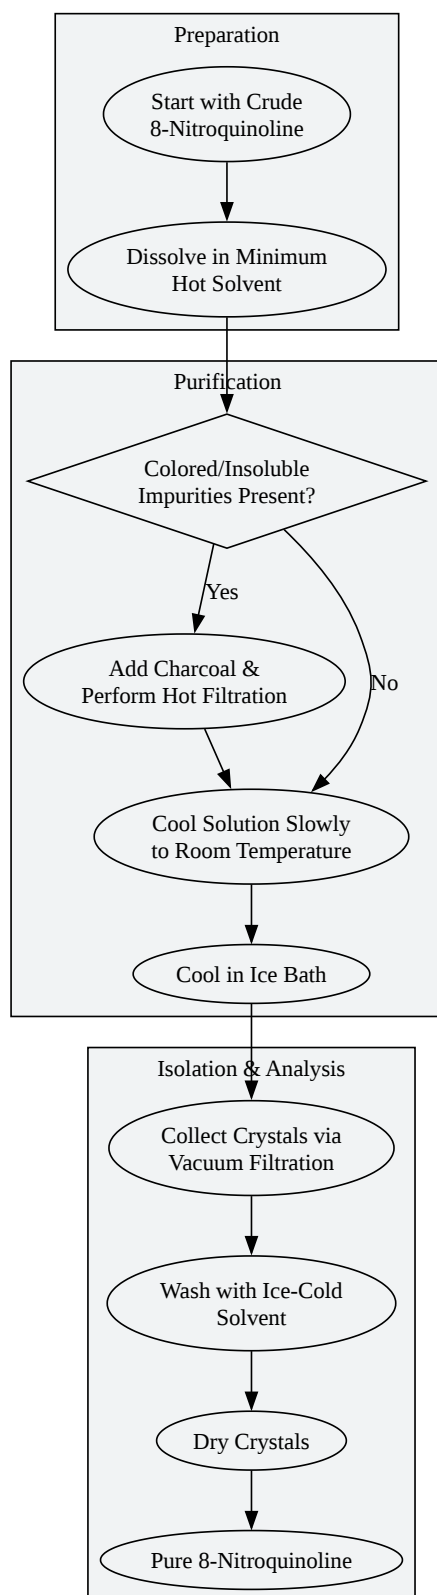 Preparation
Start with Crude
8-Nitroquinoline
Dissolve in Minimum
Hot Solvent
Purification
Colored/Insoluble
Impurities Present?
Yes
Add Charcoal &
Perform Hot Filtration
No
Cool Solution Slowly
to Room Temperature
Cool in Ice Bath
Isolation & Analysis
Collect Crystals via
Vacuum Filtration
Wash with Ice-Cold
Solvent
Dry Crystals
Pure 8-Nitroquinoline